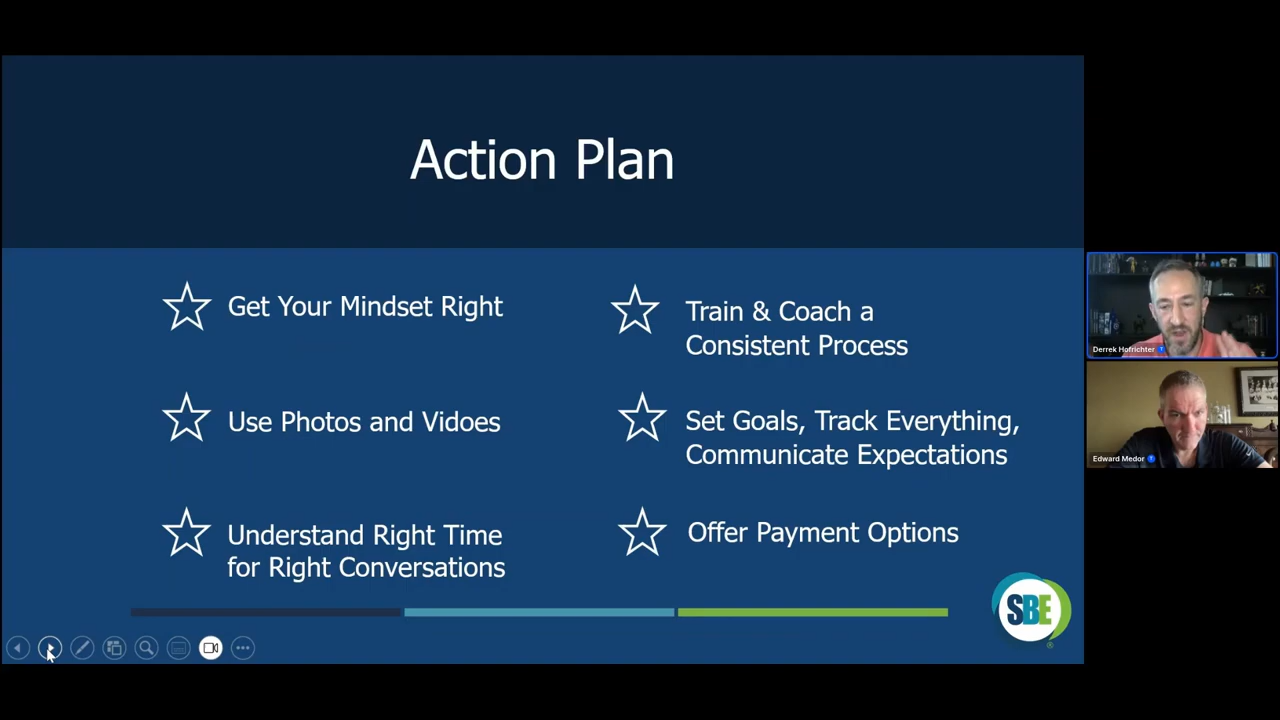 Action Plan
Get Your Mindset Right
Use Photos and Vidoes
Understand Right Time
for Right Conversations
Train & Coach a
Consistent Process
Set Goals, Track Everything,
Communicate Expectations
Offer Payment Options
SBE
®
Derrek Hofrichter
Edward Medor